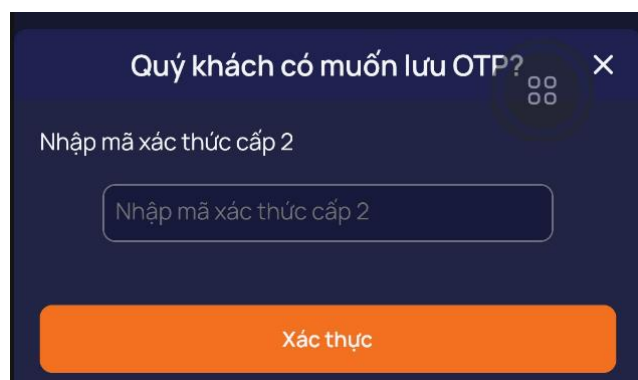 Quý khách có muốn lưu OTP?
Nhập mã xác thức cấp 2
Nhập mã xác thức cấp 2
Xác thực